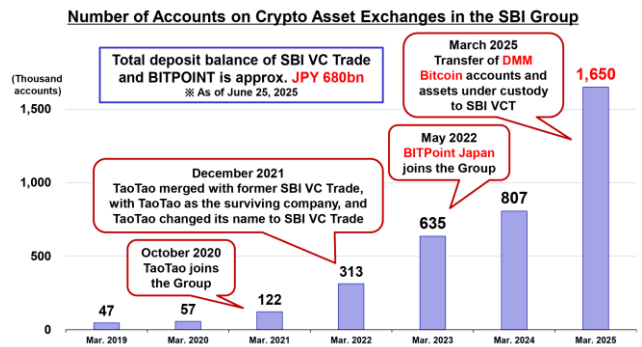 Number of Accounts on Crypto Asset Exchanges in the SBI Group
Total deposit balance of SBI VC Trade
and BITPOINT is approx. JPY 680bn
※ As of June 25, 2025
March 2025
Transfer of DMM
Bitcoin accounts and
assets under custody
to SBI VCT
1,650
(Thousand
accounts)
1,500
May 2022
BITPoint Japan
joins the Group
December 2021
TaoTao merged with former SBI VC Trade,
with TaoTao as the surviving company, and
TaoTao changed its name to SBI VC Trade
1,000
807
635
October 2020
TaoTao joins
the Group
500
313
122
57
47
0
Mar. 2019 Mar. 2020 Mar. 2021 Mar. 2022 Mar. 2023 Mar. 2024 Mar. 2025